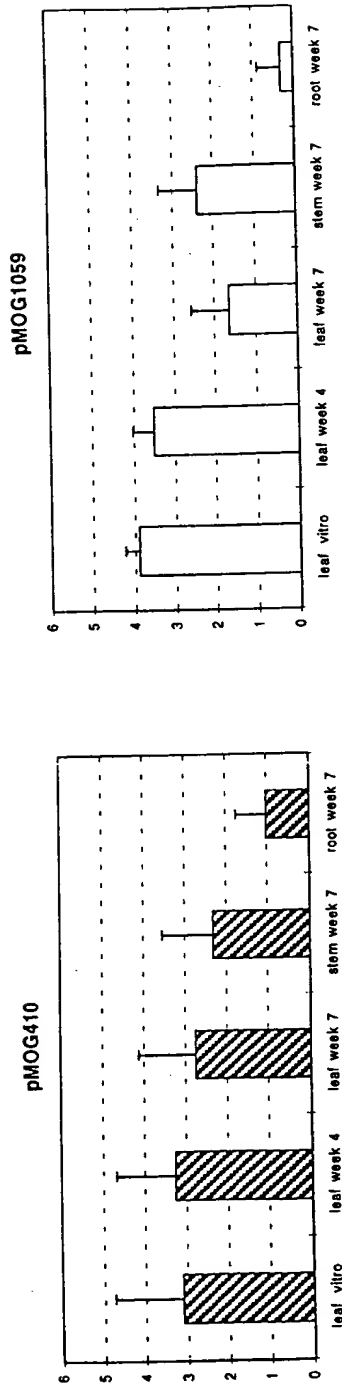 pMOG410
6
5
4
3
2
1
0
leaf vitro
leaf week 4
leaf week 7
stem week 7
root week 7
pMOG1059
6
5
4
3
2
1
0
leaf vitro
leaf week 4
leaf week 7
stem week 7
root week 7